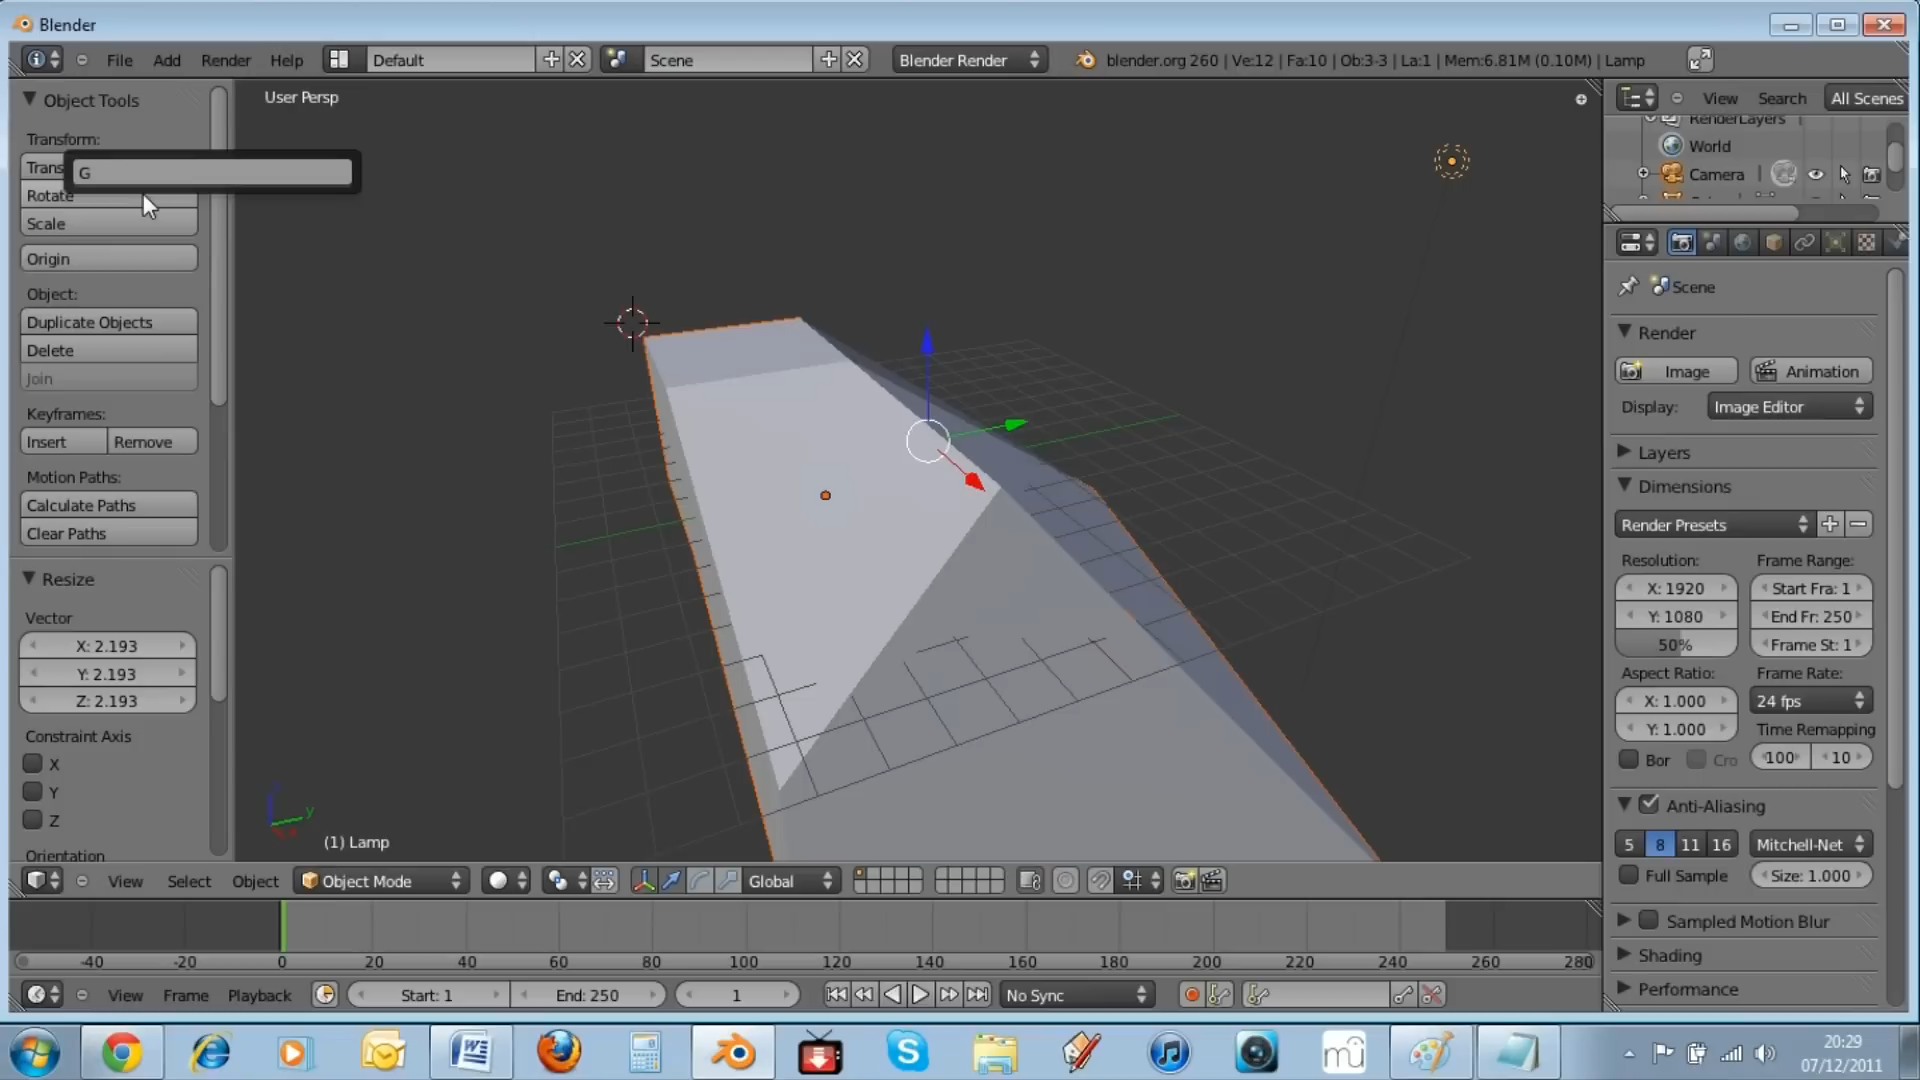 Blender
File Add Render Help Default Scene Blender Render blender.org 260 | Ve:12 | Fa:10 | Ob:3-3 | La:1 | Mem:6.81M (0.10M) | Lamp
Object Tools
Transform:
Trans
G
Rotate
Scale
Origin
Object:
Duplicate Objects
Delete
Join
Keyframes:
Insert Remove
Motion Paths:
Calculate Paths
Clear Paths
Resize
Vector
X: 2.193
Y: 2.193
Z: 2.193
Constraint Axis
X
Y
Z
Orientation
User Persp
y
(1) Lamp
View Select Object Object Mode Global
-40 -20 0 20 40 60 80 100 120 140 160 180 200 220 240 260 280
View Frame Playback Start: 1 End: 250 1 No Sync
View Search All Scenes
RenderLayers
World
Camera
Scene
Render
Image Animation
Display: Image Editor
Layers
Dimensions
Render Presets
Resolution: Frame Range:
X: 1920 Start Fra: 1
Y: 1080 End Fr: 250
50% Frame St: 1
Aspect Ratio: Frame Rate:
X: 1.000 24 fps
Y: 1.000 Time Remapping
Bor Cro 100 10
Anti-Aliasing
5 8 11 16 Mitchell-Net
Full Sample Size: 1.000
Sampled Motion Blur
Shading
Performance
W
S
mü
20:29
07/12/2011